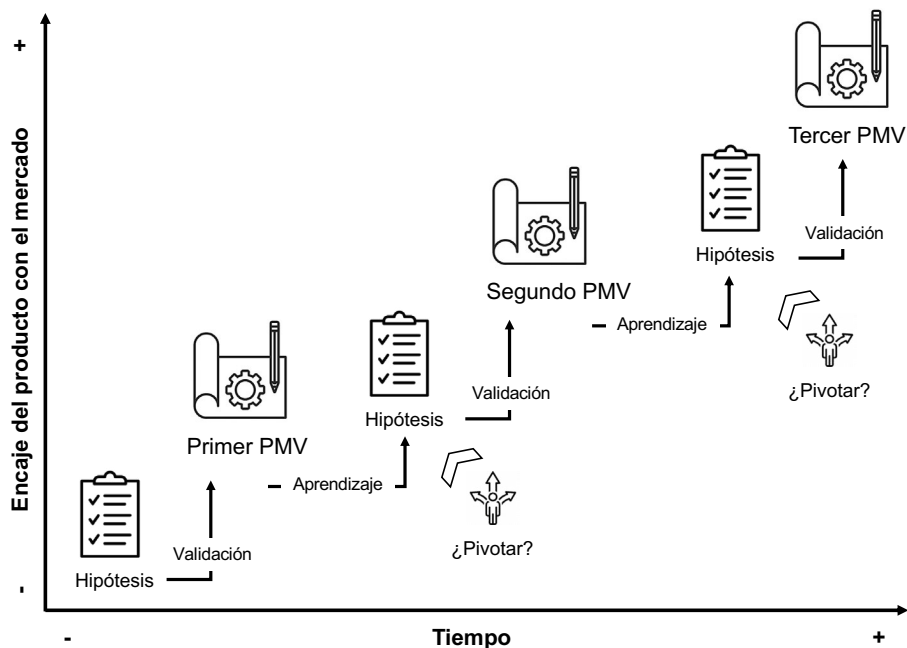 +
Encaje del producto con el mercado
-
Tercer PMV
Validación
Hipótesis
Segundo PMV
Aprendizaje
¿Pivotar?
Validación
Hipótesis
Primer PMV
Aprendizaje
¿Pivotar?
Validación
Hipótesis
-
Tiempo
+